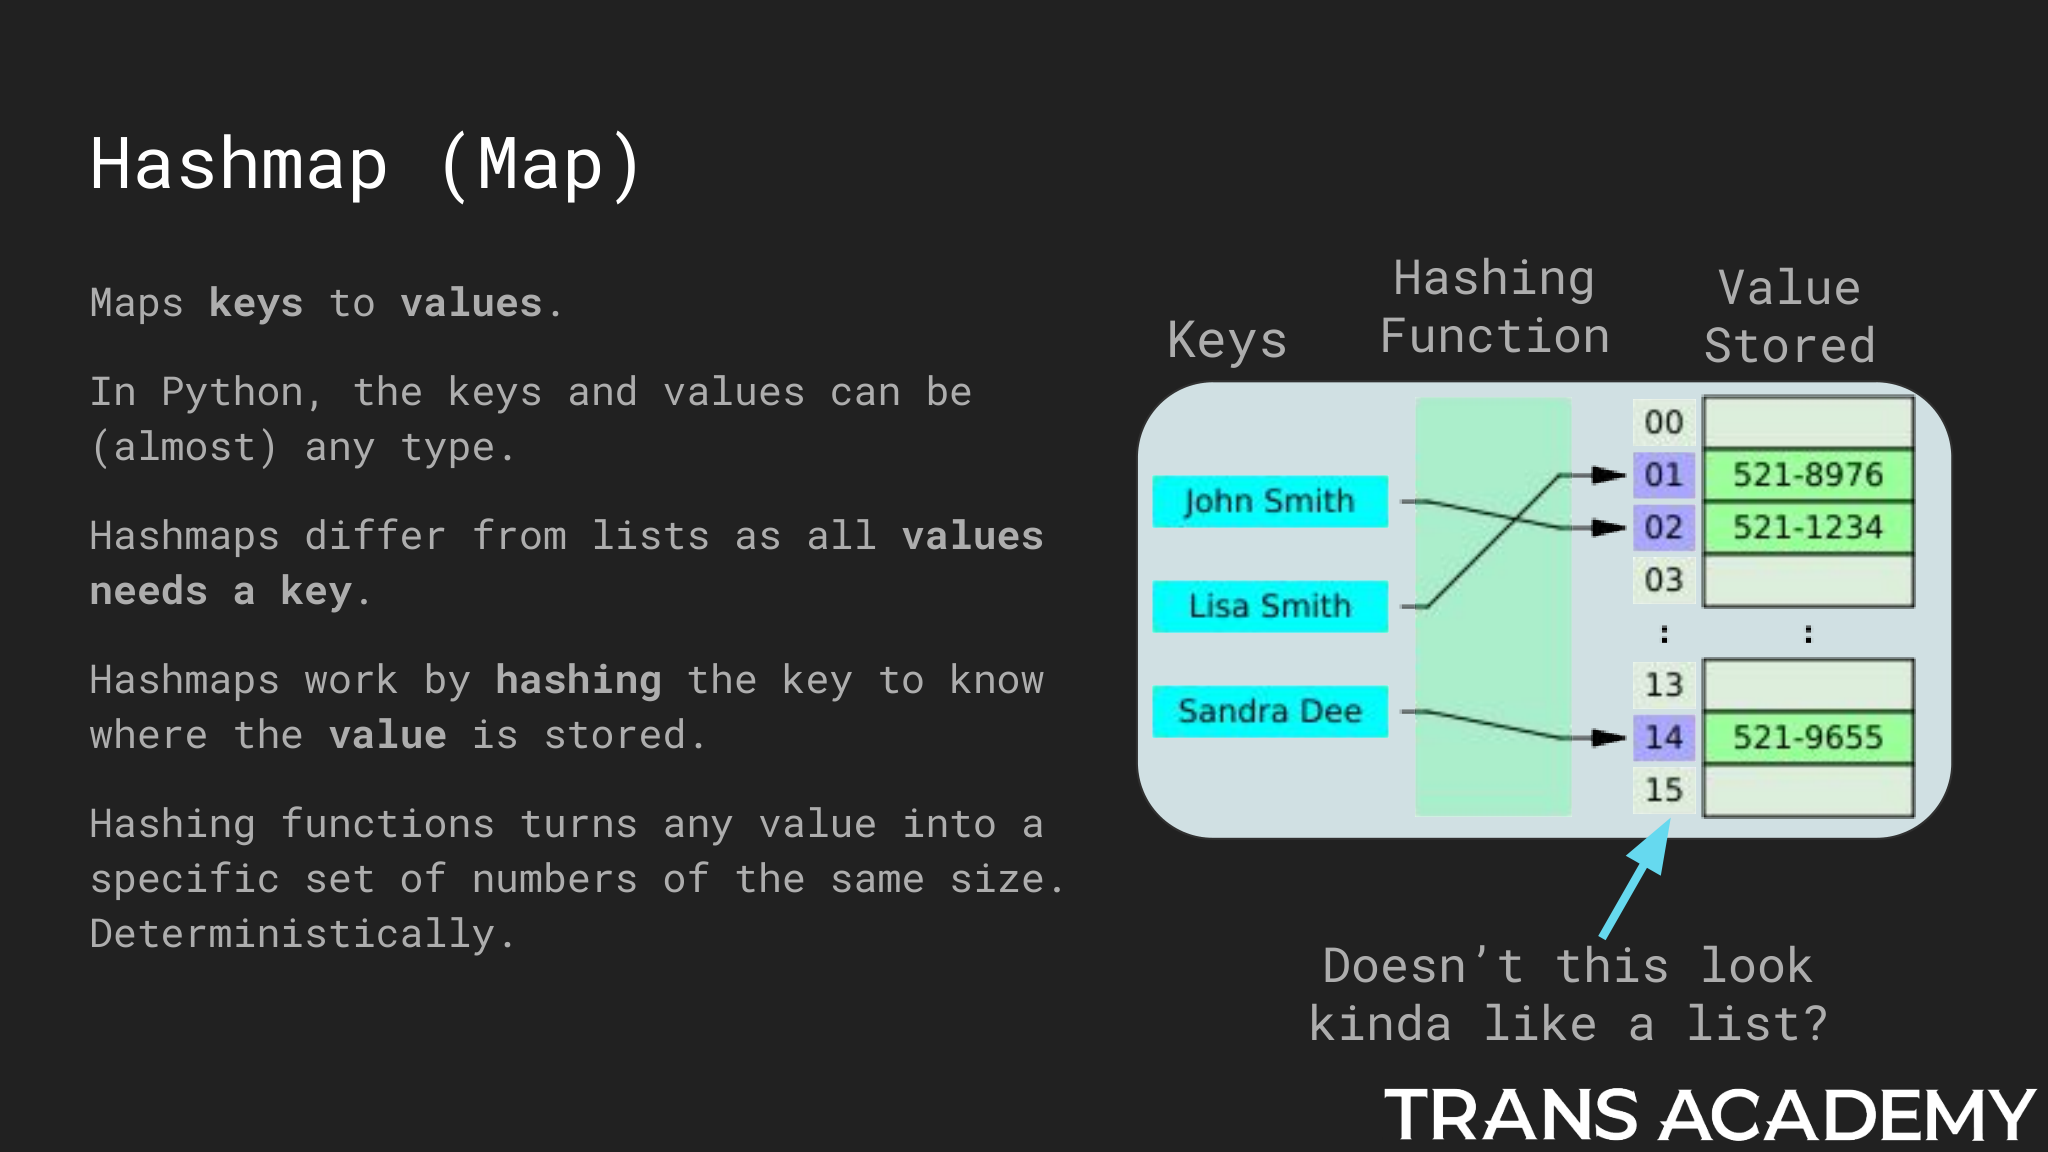 Hashmap (Map)
Maps keys to values.
In Python, the keys and values can be
(almost) any type.
Hashmaps differ from lists as all values
needs a key.
Hashmaps work by hashing the key to know
where the value is stored.
Hashing functions turns any value into a
specific set of numbers of the same size.
Deterministically.
Keys
Hashing
Function
Value
Stored
John Smith
Lisa Smith
Sandra Dee
00
01 521-8976
02 521-1234
03
: :
13
14 521-9655
15
Doesn’t this look
kinda like a list?
TRANS ACADEMY